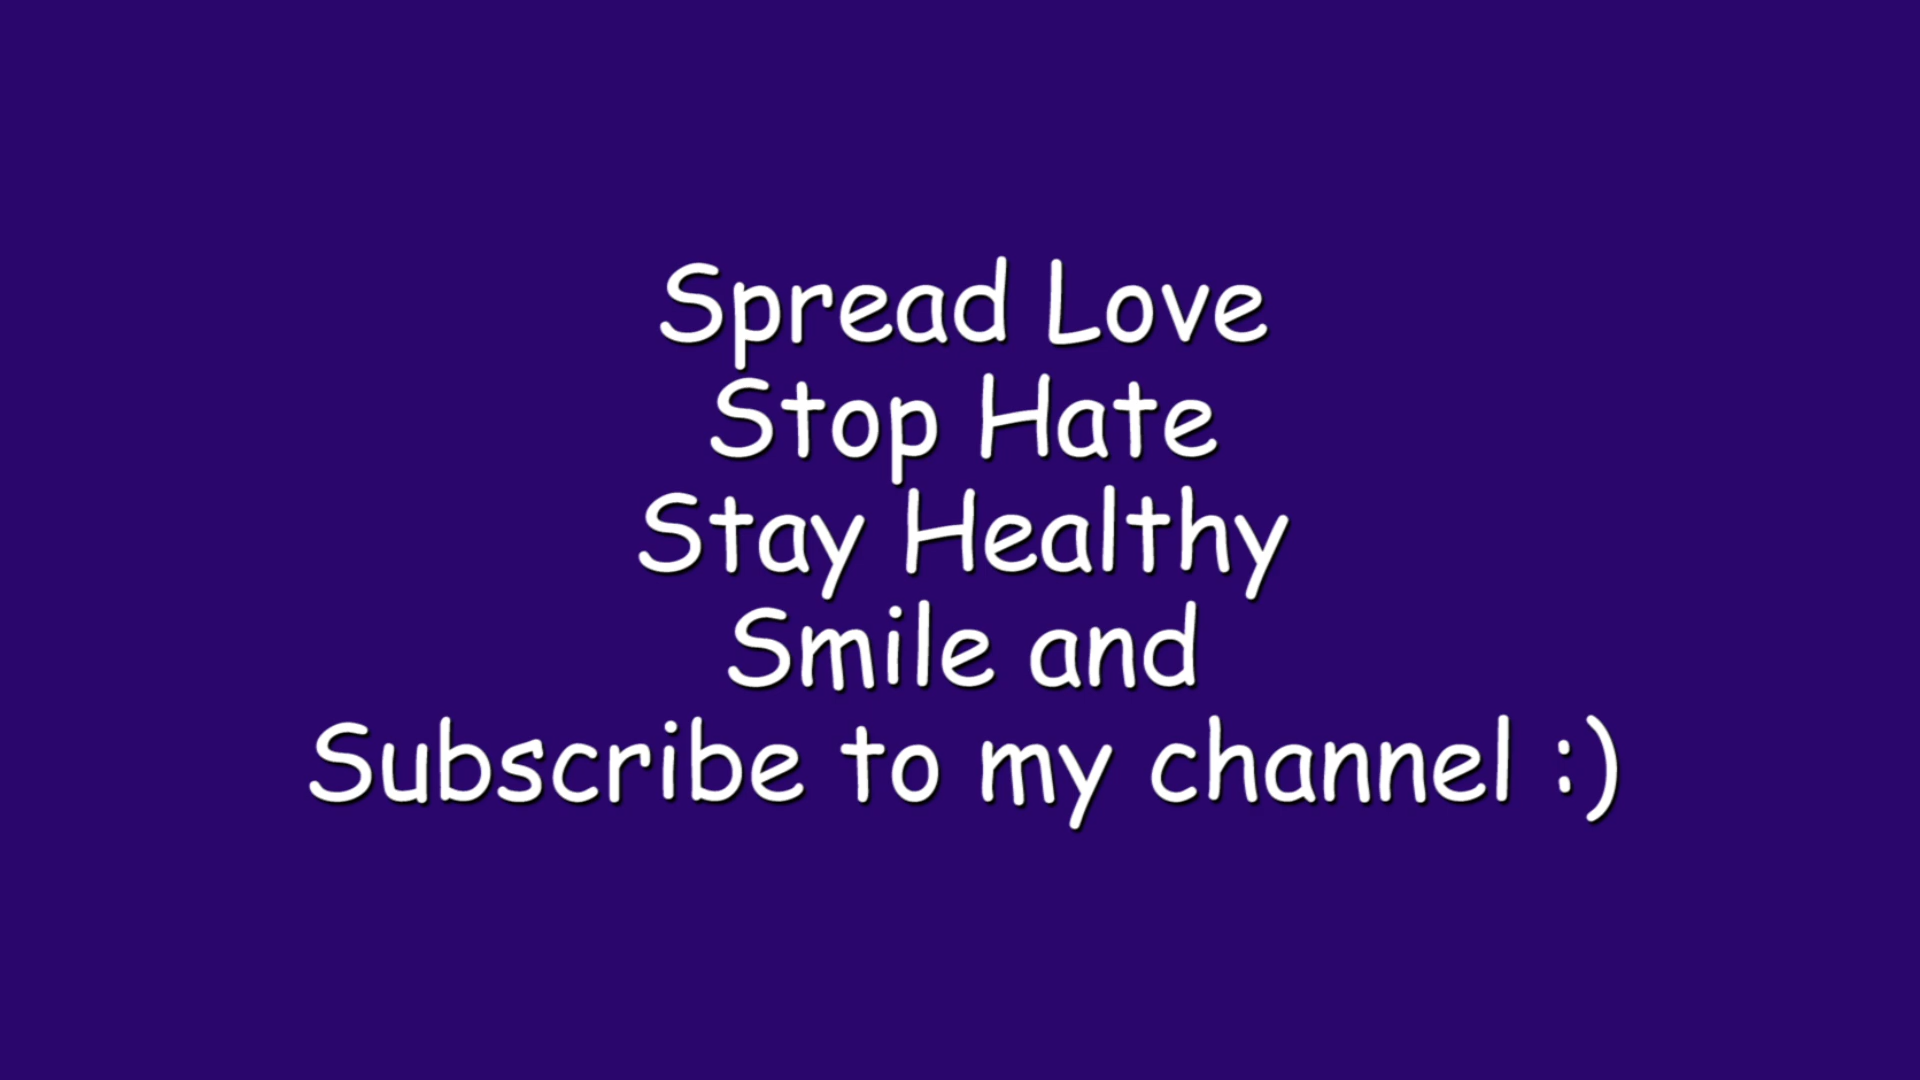 Spread Love
Stop Hate
Stay Healthy
Smile and
Subscribe to my channel :)